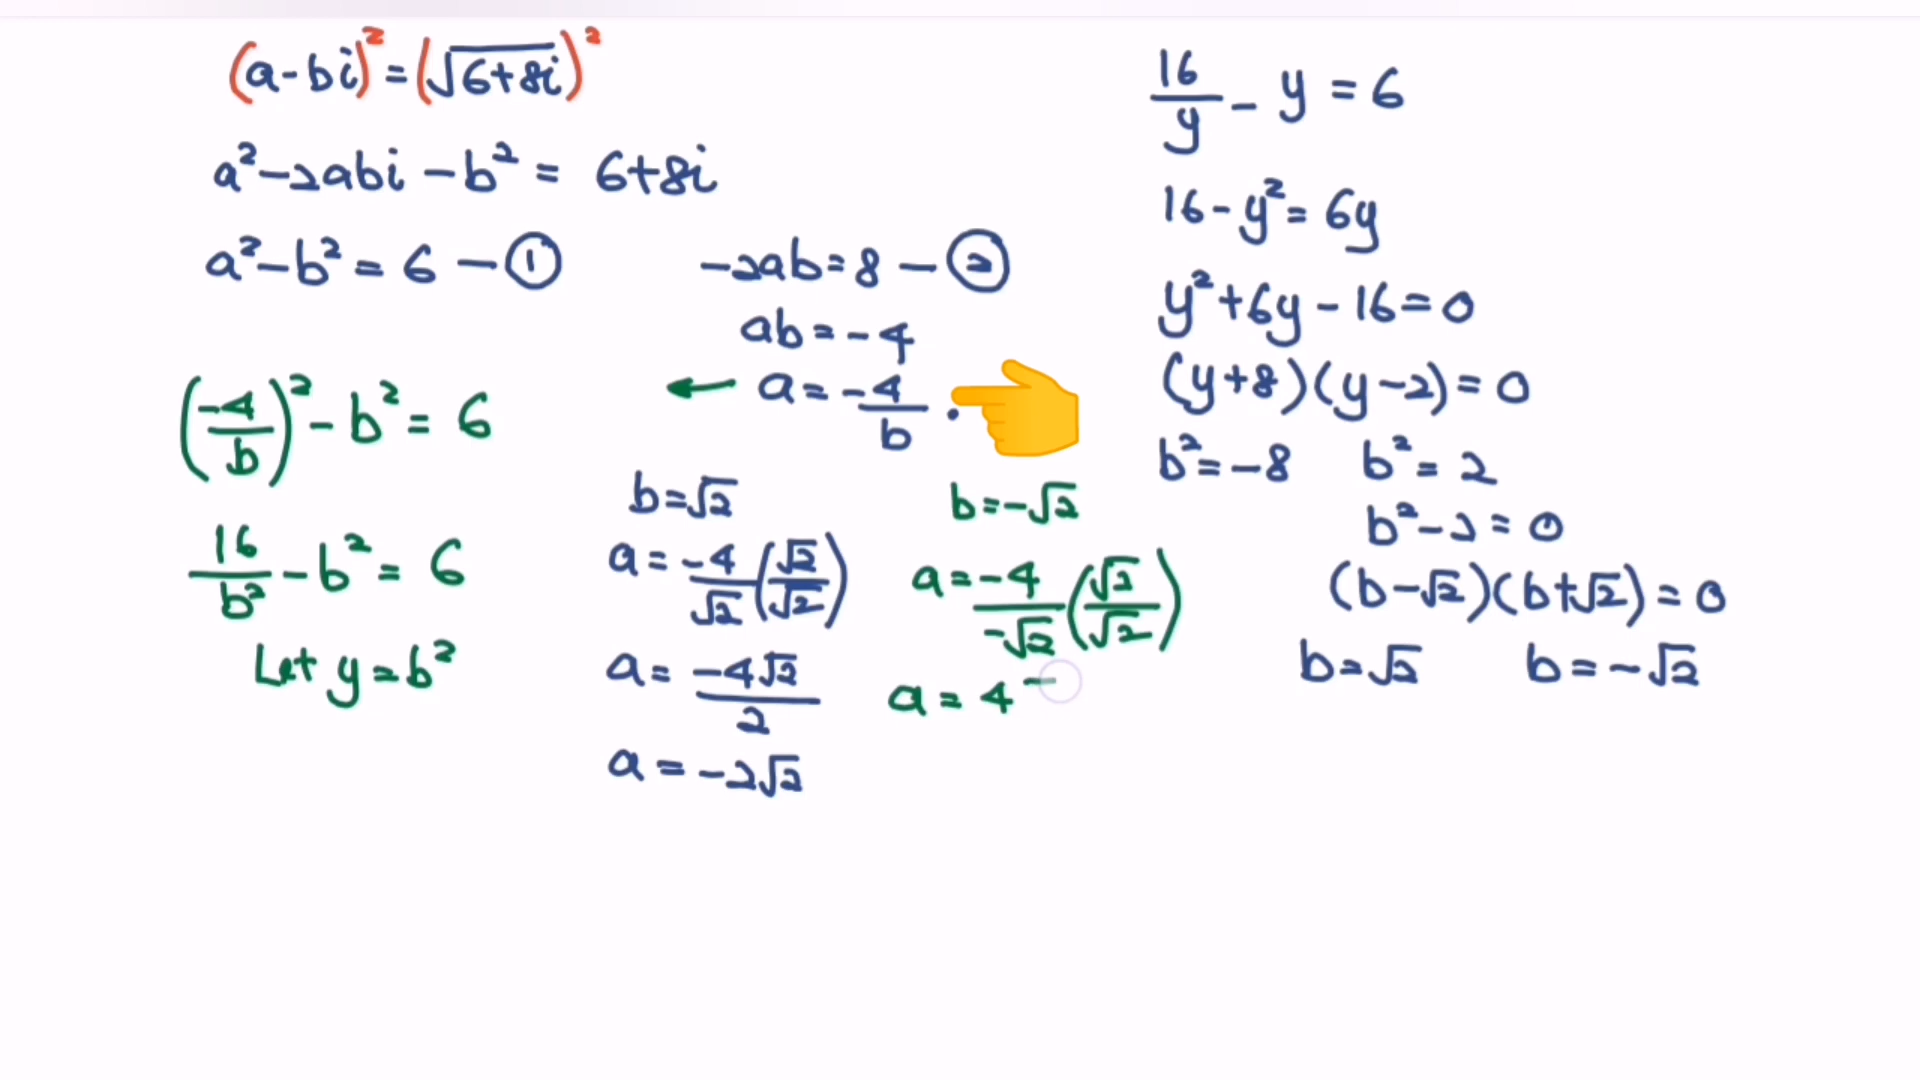 (a-bi)² = (√6+8i)²
a²-2abi-b² = 6+8i
a²-b² = 6 — ①
-2ab = 8 — ②
ab = -4
a = -4/b .
(-4/b)² - b² = 6
16/b² - b² = 6
Let y = b²
b = √2
a = -4/√2 (√2/√2)
a = -4√2/2
a = -2√2
b = -√2
a = -4/-√2 (√2/√2)
a = 4
16/y - y = 6
16-y² = 6y
y²+6y-16 = 0
(y+8)(y-2) = 0
b² = -8 b² = 2
b²-2 = 0
(b-√2)(b+√2) = 0
b = √2 b = -√2